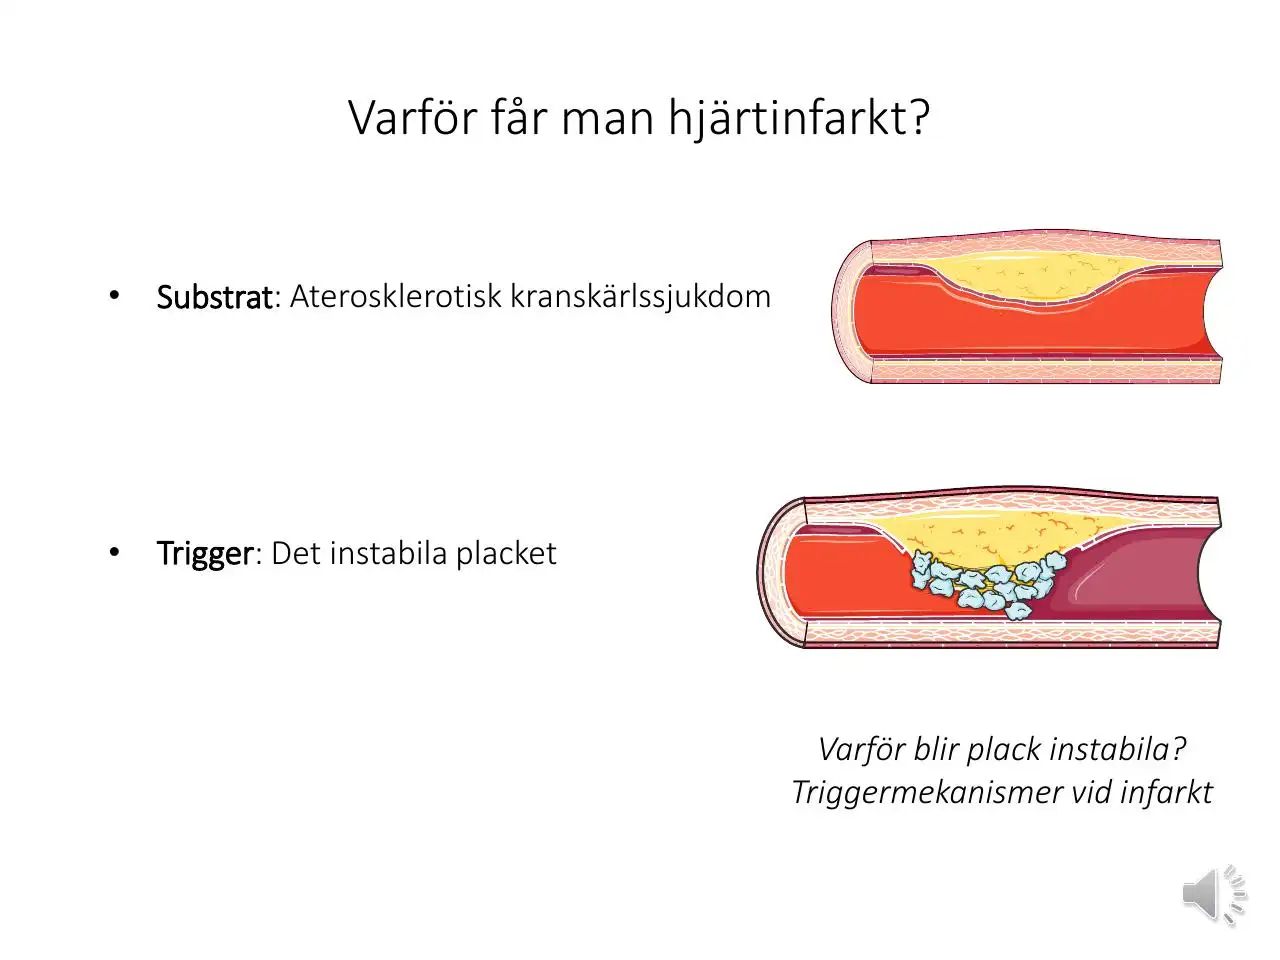 Varför får man hjärtinfarkt?
• Substrat: Aterosklerotisk kranskärlssjukdom
• Trigger: Det instabila placket
Varför blir plack instabila?
Triggermekanismer vid infarkt